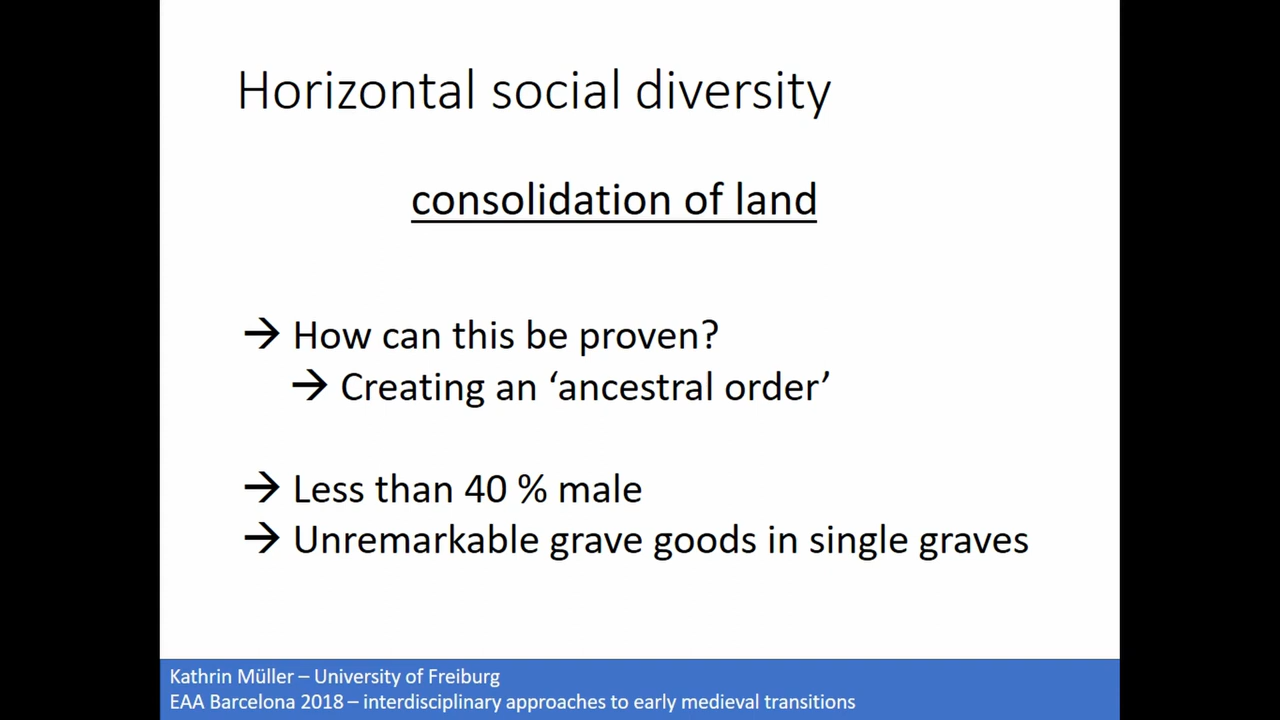 Horizontal social diversity
consolidation of land
→ How can this be proven?
→ Creating an ‘ancestral order’
→ Less than 40 % male
→ Unremarkable grave goods in single graves
Kathrin Müller – University of Freiburg
EAA Barcelona 2018 – interdisciplinary approaches to early medieval transitions